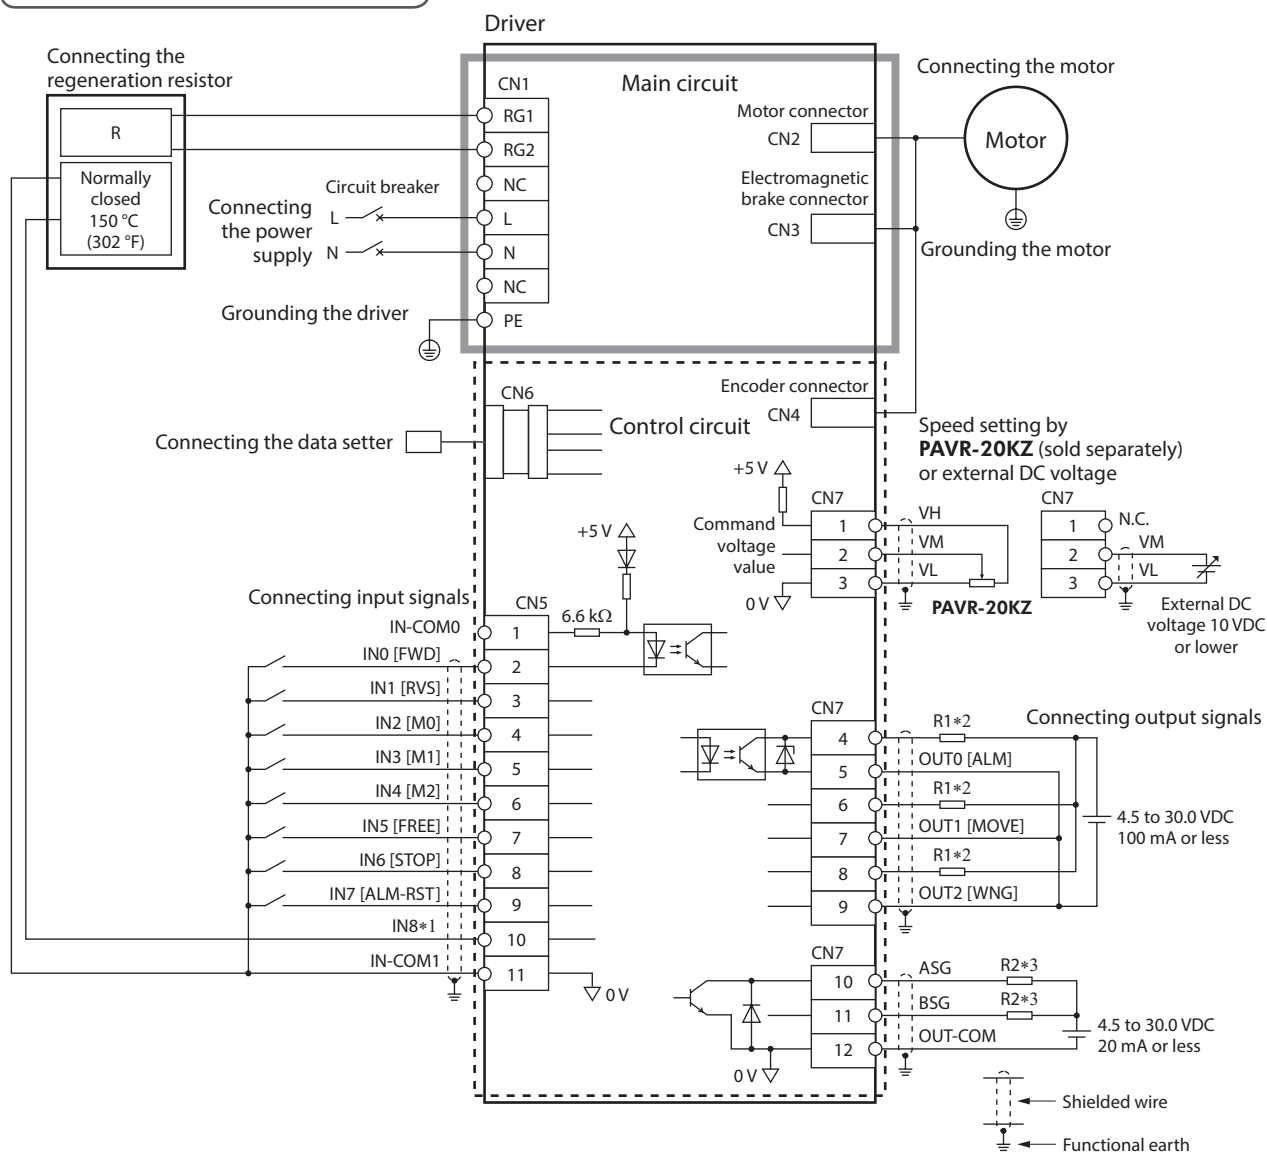 Driver
Connecting the
regeneration resistor
R
Normally
closed
150 °C
(302 °F)
Circuit breaker
Connecting
the power
supply
L
N
Grounding the driver
CN1
RG1
RG2
NC
L
N
NC
PE
Main circuit
Motor connector
CN2
Electromagnetic
brake connector
CN3
Connecting the motor
Motor
Grounding the motor
Connecting the data setter
CN6
Control circuit
Encoder connector
CN4
Speed setting by
PAVR-20KZ (sold separately)
or external DC voltage
+5 V
Command
voltage
value
0 V
CN7
1
2
3
VH
VM
VL
PAVR-20KZ
CN7
1
2
3
N.C.
VM
VL
External DC
voltage 10 VDC
or lower
+5 V
6.6 kΩ
Connecting input signals
CN5
IN-COM0
1
IN0 [FWD]
2
IN1 [RVS]
3
IN2 [M0]
4
IN3 [M1]
5
IN4 [M2]
6
IN5 [FREE]
7
IN6 [STOP]
8
IN7 [ALM-RST]
9
IN8*1
10
IN-COM1
11
0 V
Connecting output signals
CN7
4
R1*2
5
OUT0 [ALM]
6
R1*2
7
OUT1 [MOVE]
8
R1*2
9
OUT2 [WNG]
4.5 to 30.0 VDC
100 mA or less
CN7
10
ASG
R2*3
11
BSG
R2*3
12
OUT-COM
0 V
4.5 to 30.0 VDC
20 mA or less
Shielded wire
Functional earth